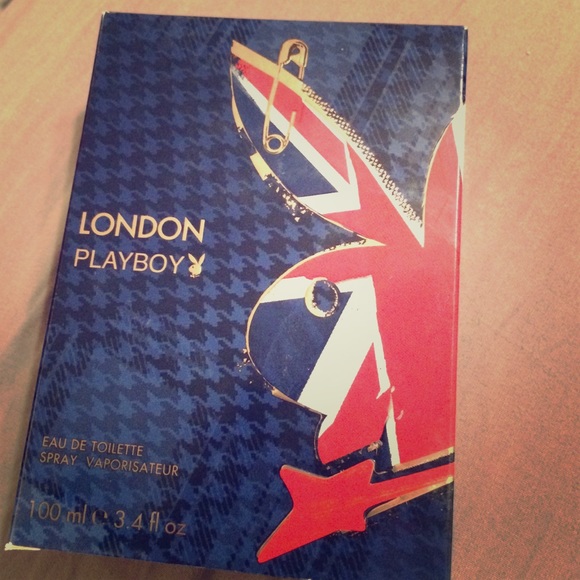 LONDON
PLAYBOY
EAU DE TOILETTE
SPRAY VAPORISATEUR
100 ml e 3.4 fl oz